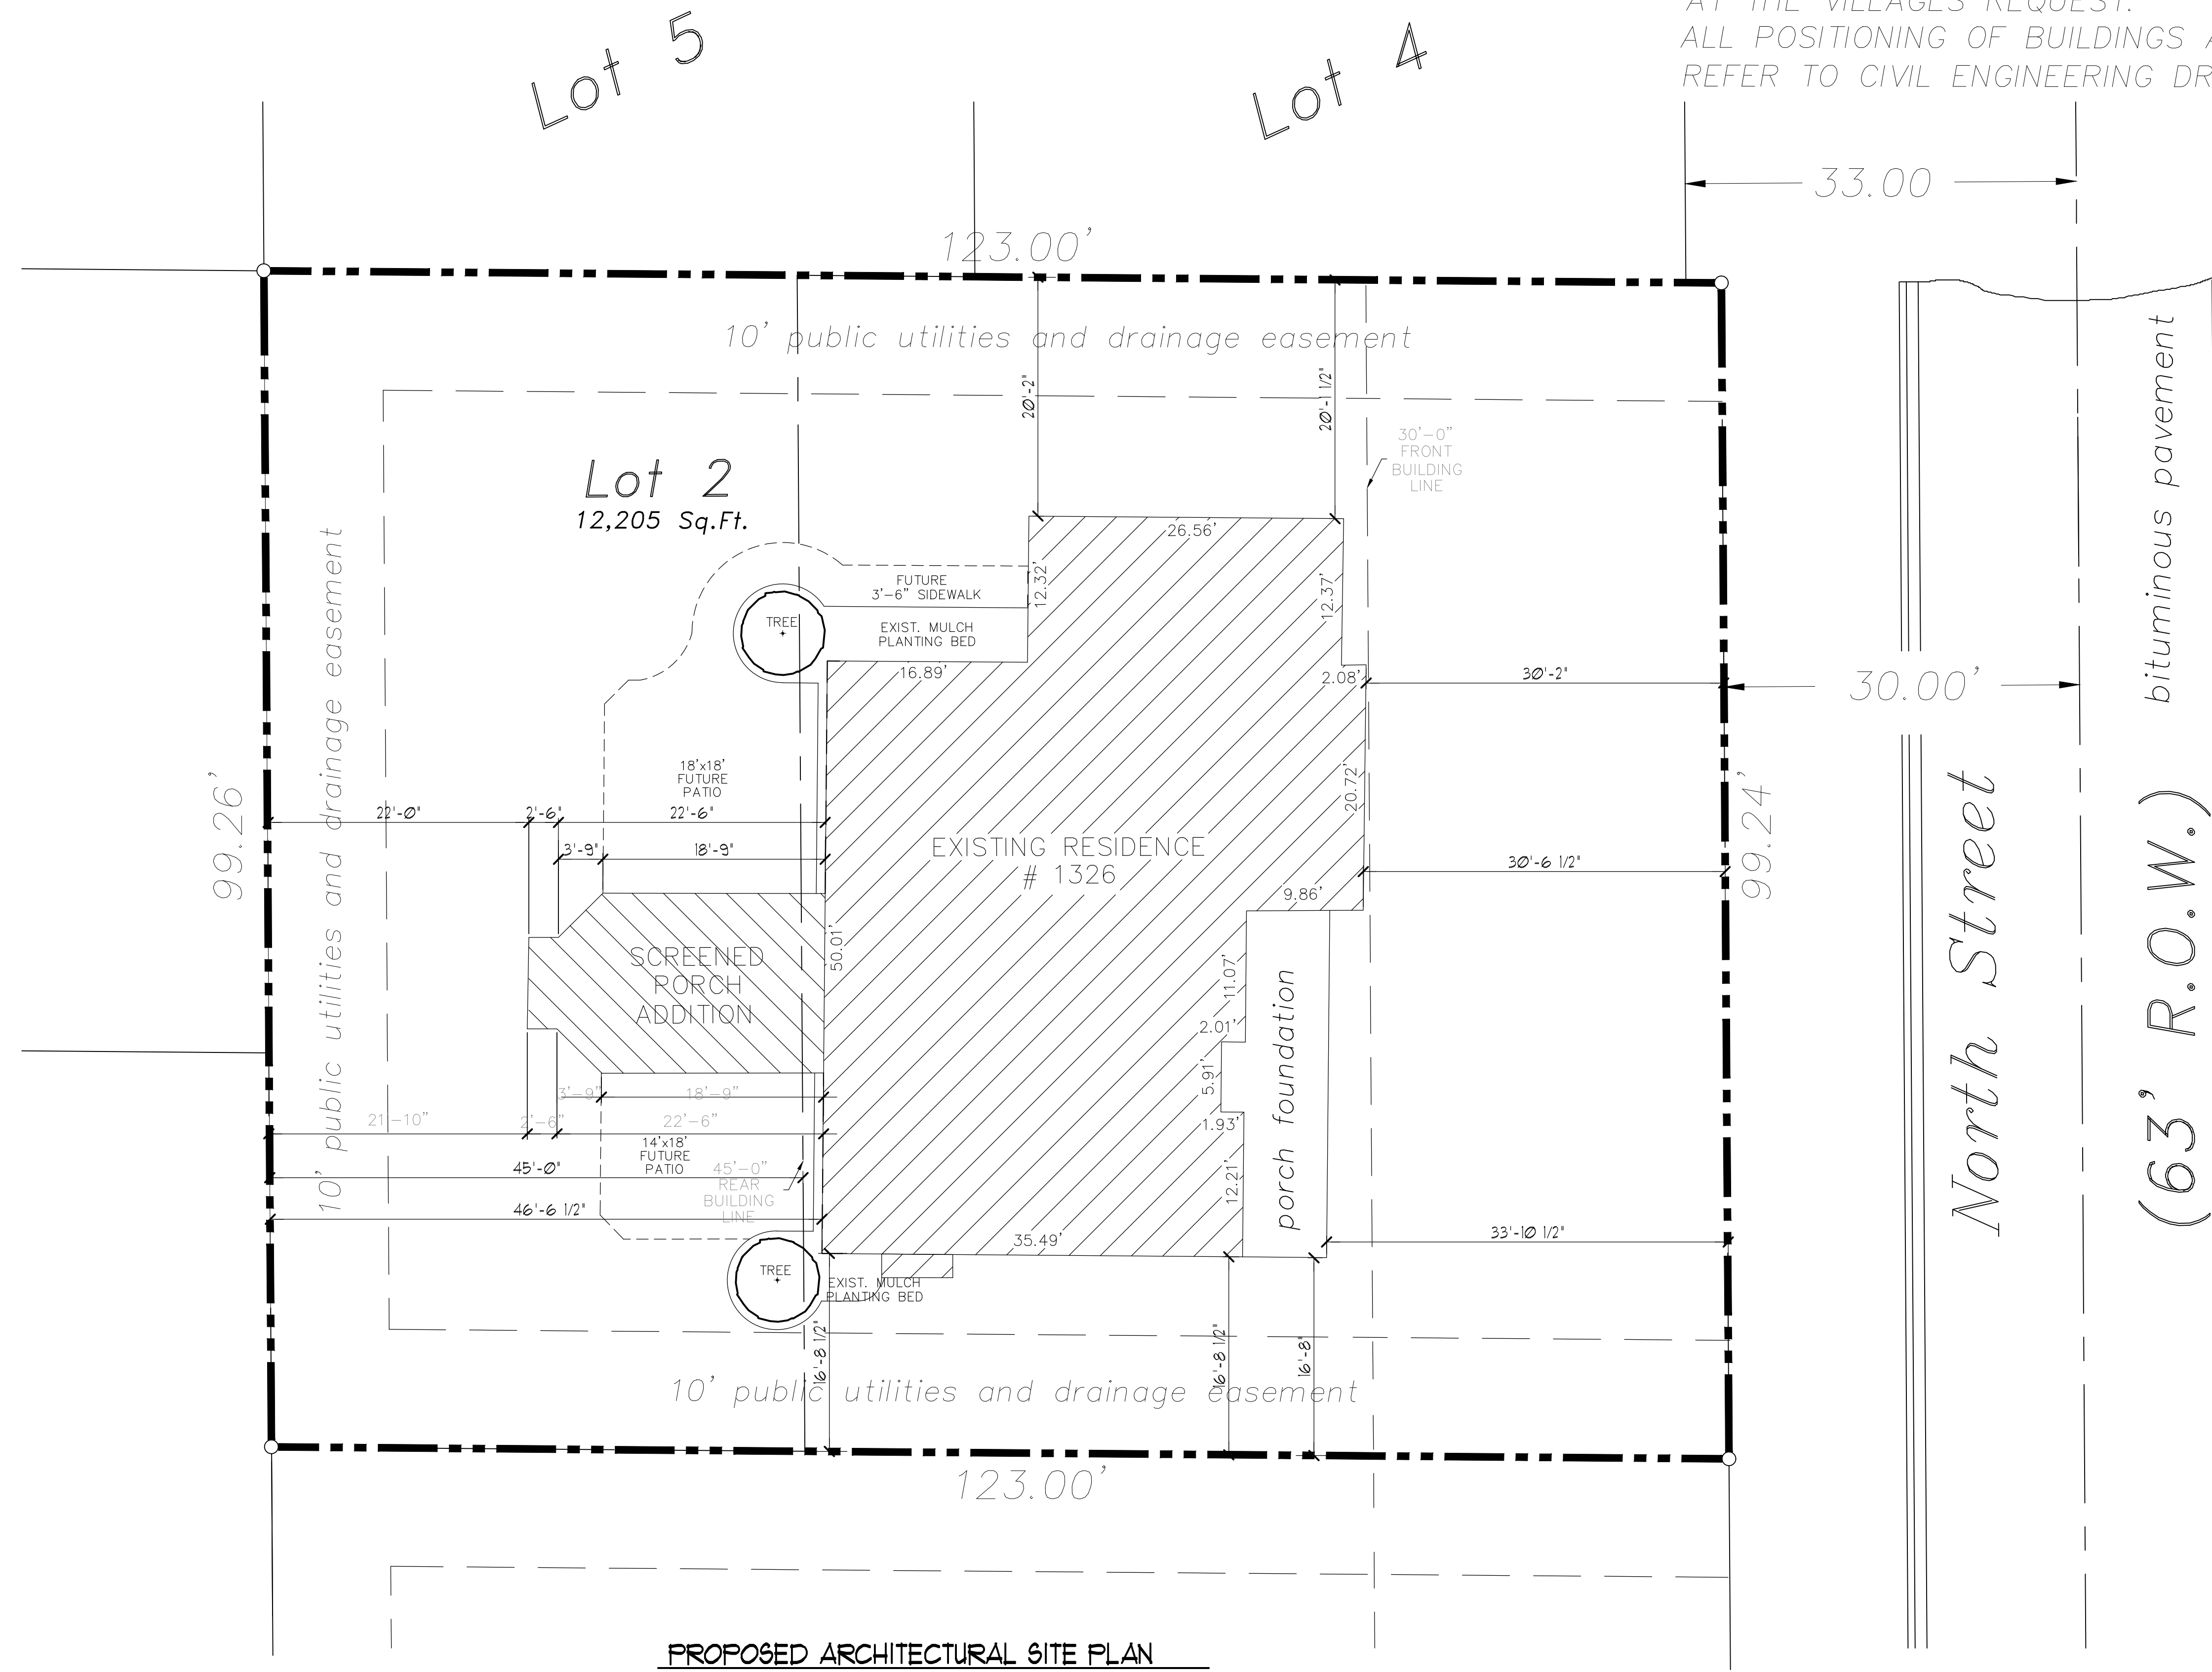 AT THE VILLAGES REQUEST.
ALL POSITIONING OF BUILDINGS
REFER TO CIVIL ENGINEERING
Lot 5
Lot 4
33.00
123.00'
10' public utilities and drainage easement
20'-2"
20'-1 1/2"
30'-0"
FRONT
BUILDING
LINE
Lot 2
12,205 Sq.Ft.
26.56'
12.32'
12.37'
FUTURE
3'-6" SIDEWALK
TREE
EXIST. MULCH
PLANTING BED
16.89'
2.08'
30'-2"
30.00'
bituminous pavement
10' public utilities and drainage easement
99.26'
99.24'
18'x18'
FUTURE
PATIO
22'-0"
2'-6"
22'-6"
3'-9"
18'-9"
20.72'
EXISTING RESIDENCE
# 1326
30'-6 1/2"
9.86'
SCREENED
PORCH
ADDITION
50.01'
11.07'
2.01'
5.91'
1.93'
12.21'
porch foundation
North Street
(63' R.O.W.)
3'-9"
18'-9"
21'-10"
2'-6"
22'-6"
14'x18'
FUTURE
PATIO
45'-0"
45'-0"
REAR
BUILDING
LINE
46'-6 1/2"
35.49'
33'-10 1/2"
TREE
EXIST. MULCH
PLANTING BED
16'-8 1/2"
16'-8 1/2"
16'-8"
10' public utilities and drainage easement
123.00'
PROPOSED ARCHITECTURAL SITE PLAN